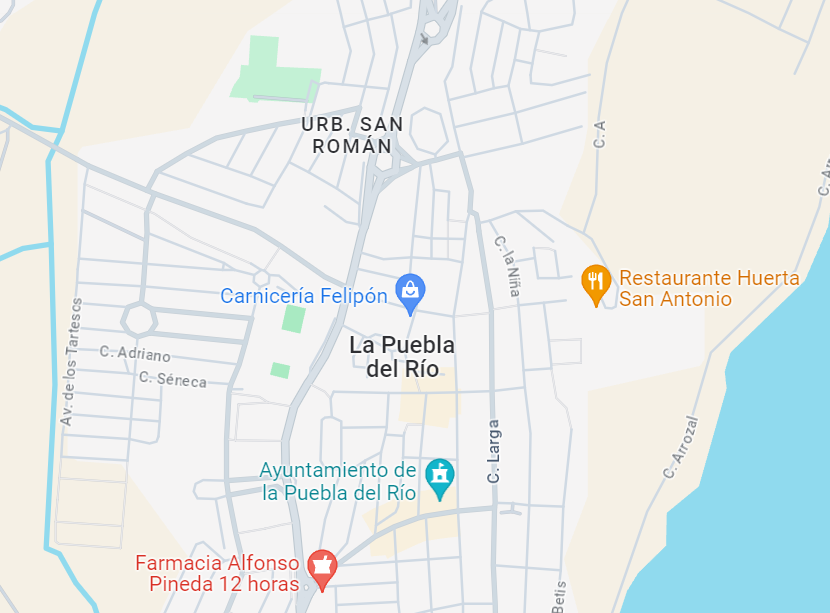 URB. SAN
ROMÁN
C. A
C. la Niña
Restaurante Huerta
San Antonio
Carnicería Felipón
La Puebla
del Río
C. Adriano
C. Séneca
Av. de los Tartesos
C. Larga
C. Arrozal
Ayuntamiento de
la Puebla del Río
Farmacia Alfonso
Pineda 12 horas
Betis